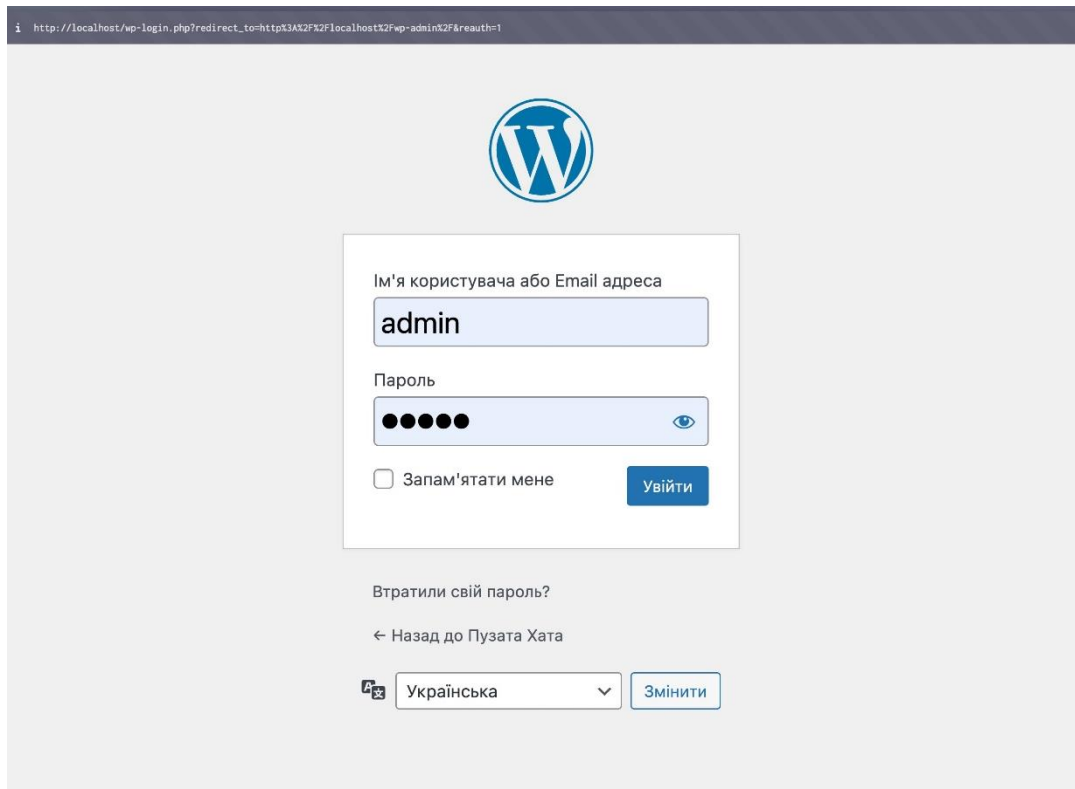 i http://localhost/wp-login.php?redirect_to=http%3A%2F%2Flocalhost%2Fwp-admin%2F&reauth=1
Ім'я користувача або Email адреса
admin
Пароль
●●●●●
Запам'ятати мене
Увійти
Втратили свій пароль?
← Назад до Пузата Хата
Українська
Змінити